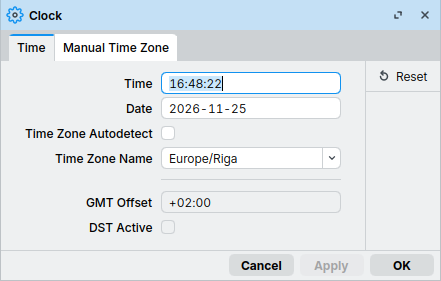 Clock
Time Manual Time Zone
Time 16:48:22 Reset
Date 2026-11-25
Time Zone Autodetect
Time Zone Name Europe/Riga
GMT Offset +02:00
DST Active
Cancel Apply OK